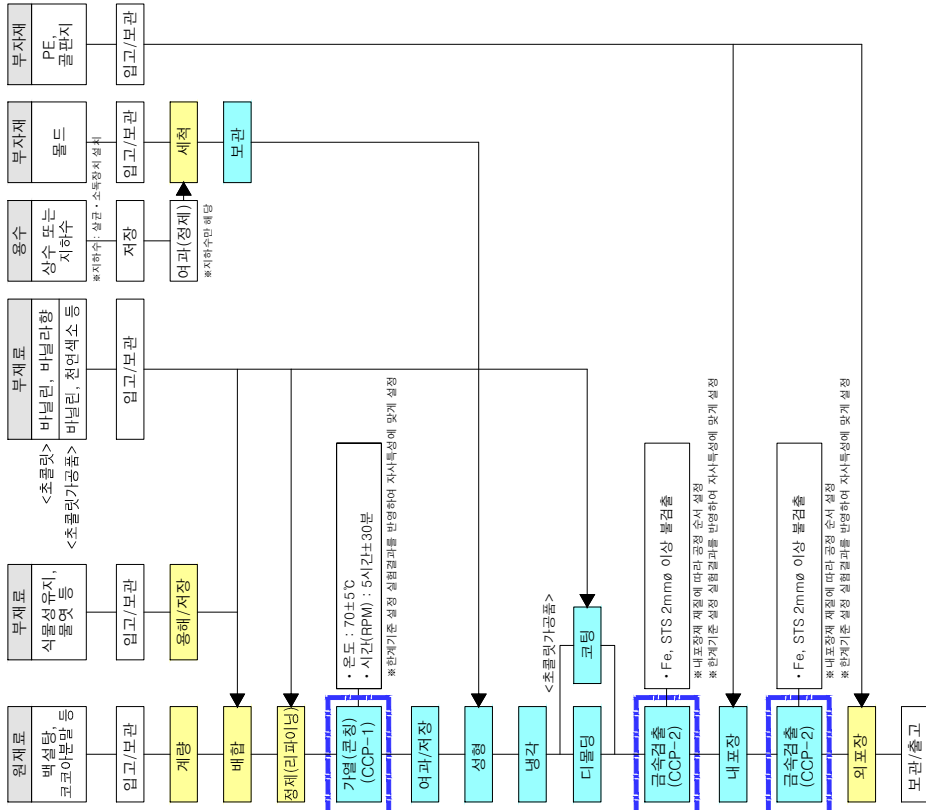 원재료
백설탕,
코코아분말 등
입고/보관
계량
배합
정제(리파이닝)
가열(콘칭)
(CCP-1)
여과/저장
성형
냉각
디몰딩
금속검출
(CCP-2)
내포장
금속검출
(CCP-2)
외포장
보관/출고
부재료
식물성유지,
물엿 등
입고/보관
용해/저장
<초콜릿가공품>
코팅
부재료
<초콜릿> 바닐린, 바닐라향
<초콜릿가공품> 바닐린, 천연색소 등
입고/보관
• 온도 : 70±5℃
• 시간(RPM) : 5시간±30분
※한계기준 설정 실험결과를 반영하여 자사특성에 맞게 설정
• Fe, STS 2mmø 이상 불검출
※내포장재 재질에 따라 공정 순서 설정
※한계기준 설정 실험결과를 반영하여 자사특성에 맞게 설정
• Fe, STS 2mmø 이상 불검출
※내포장재 재질에 따라 공정 순서 설정
※한계기준 설정 실험결과를 반영하여 자사특성에 맞게 설정
용수
상수 또는
지하수
※지하수 : 살균・소독장치 설치
저장
여과(정제)
※지하수만 해당
부자재
몰드
입고/보관
세척
보관
부자재
PE,
골판지
입고/보관